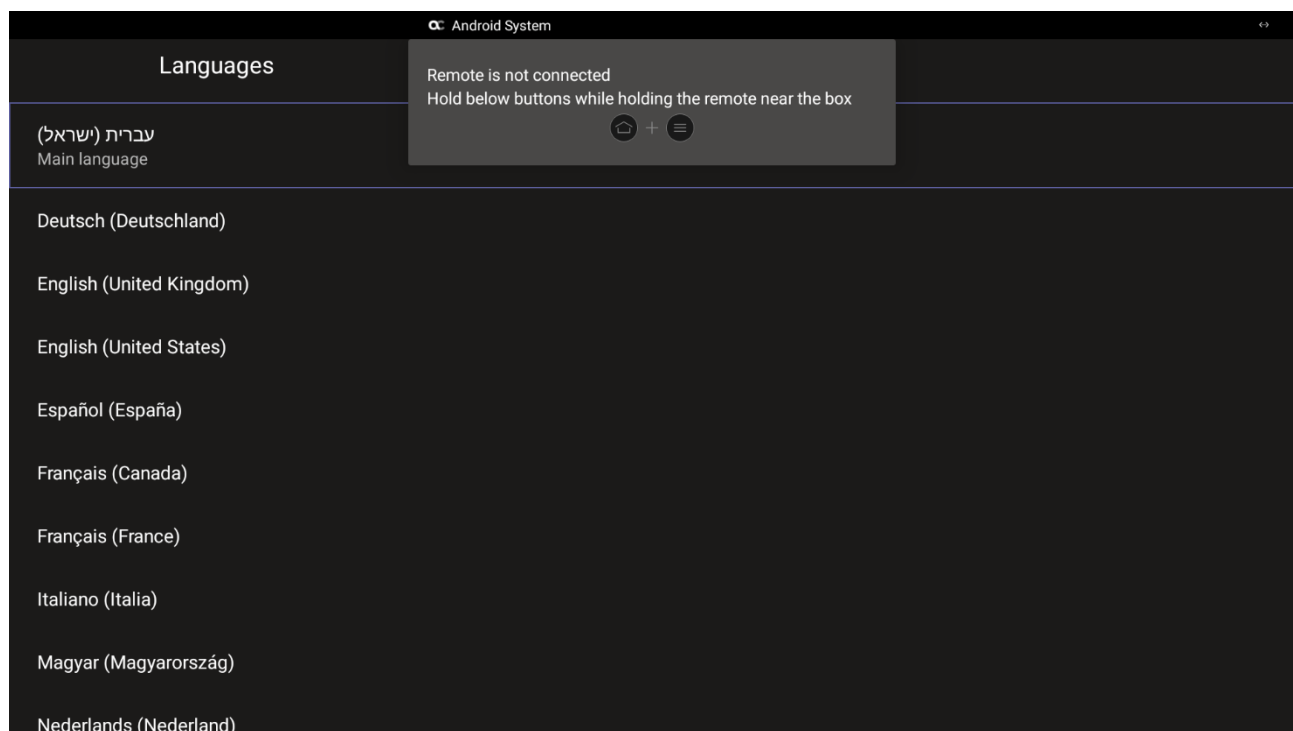 Android System
Languages
Remote is not connected
Hold below buttons while holding the remote near the box
עברית (ישראל)
Main language
Deutsch (Deutschland)
English (United Kingdom)
English (United States)
Español (España)
Français (Canada)
Français (France)
Italiano (Italia)
Magyar (Magyarország)
Nederlands (Nederland)